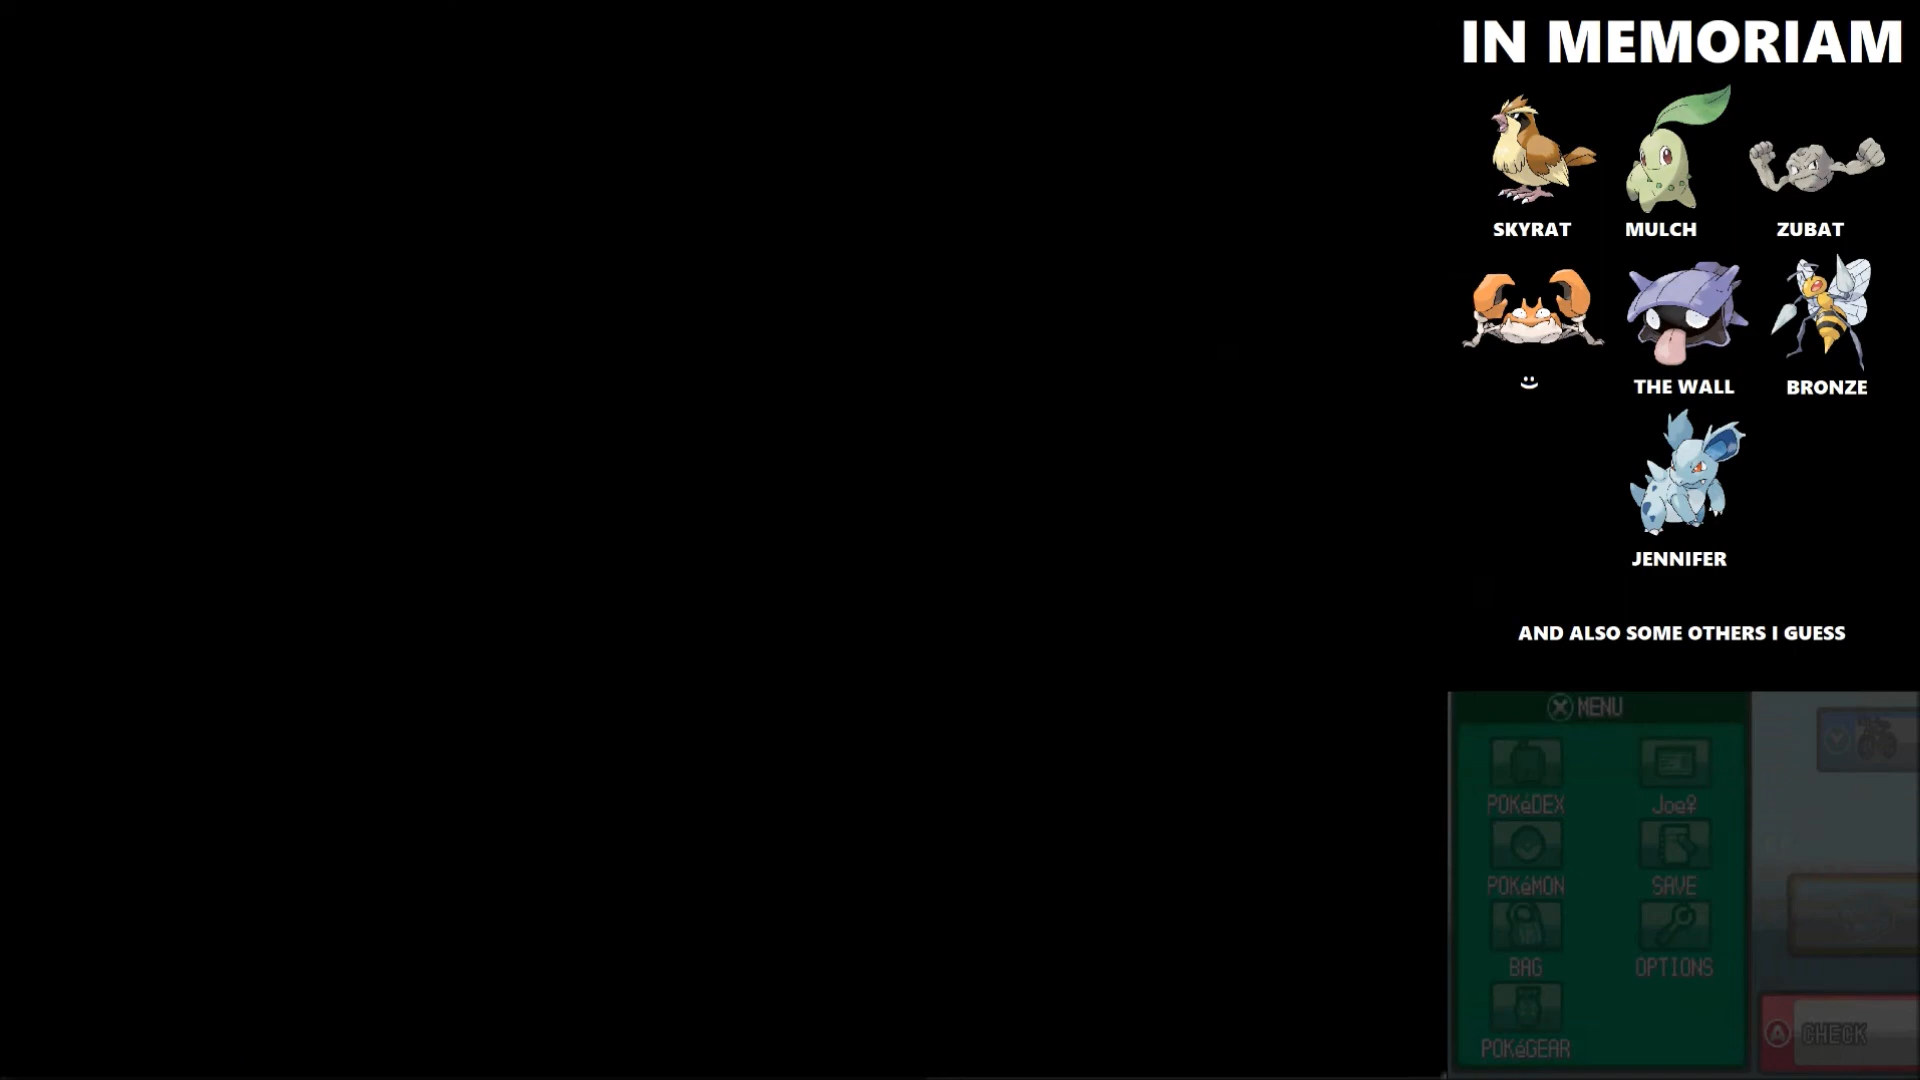 IN MEMORIAM
SKYRAT MULCH ZUBAT
:) THE WALL BRONZE
JENNIFER
AND ALSO SOME OTHERS I GUESS
X MENU
POKéDEX Joe♀
POKéMON SAVE
BAG OPTIONS
POKéGEAR
Y
A CHECK